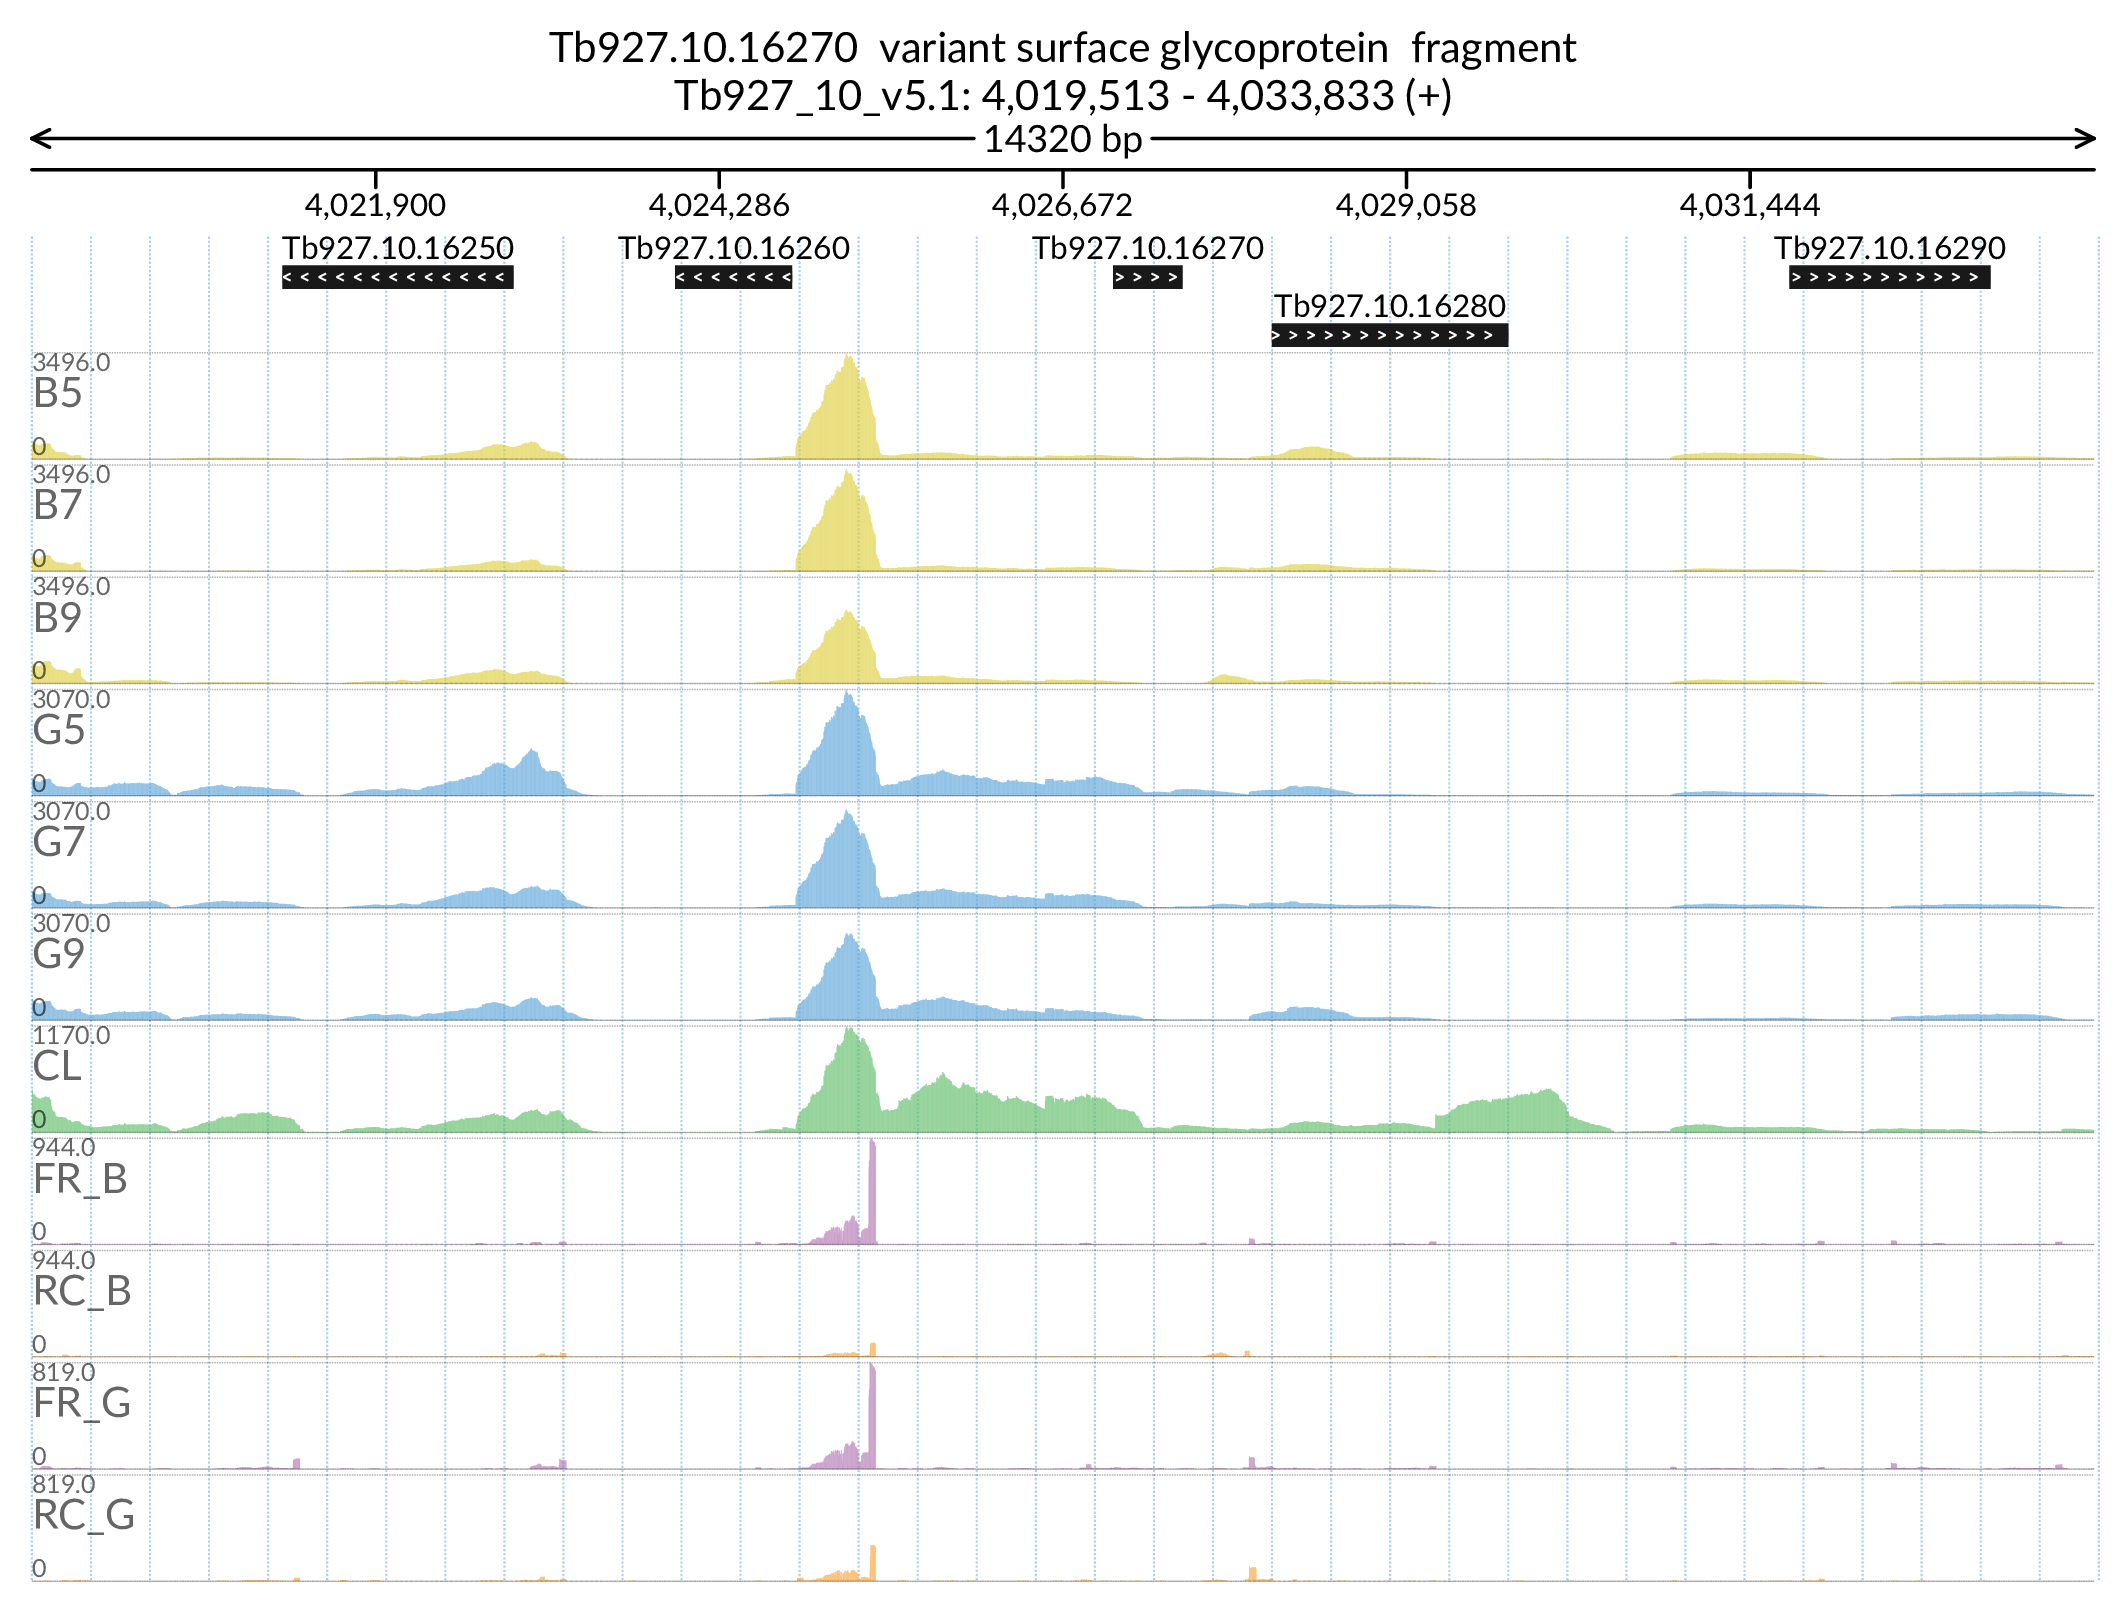 Tb927.10.16270  variant surface glycoprotein  fragment
Tb927_10_v5.1: 4,019,513 - 4,033,833 (+)
14320 bp
4,021,900 4,024,286 4,026,672 4,029,058 4,031,444
Tb927.10.16250 Tb927.10.16260 Tb927.10.16270 Tb927.10.16290
Tb927.10.16280
3496.0
B5
0
3496.0
B7
0
3496.0
B9
0
3070.0
G5
0
3070.0
G7
0
3070.0
G9
0
1170.0
CL
0
944.0
FR_B
0
944.0
RC_B
0
819.0
FR_G
0
819.0
RC_G
0